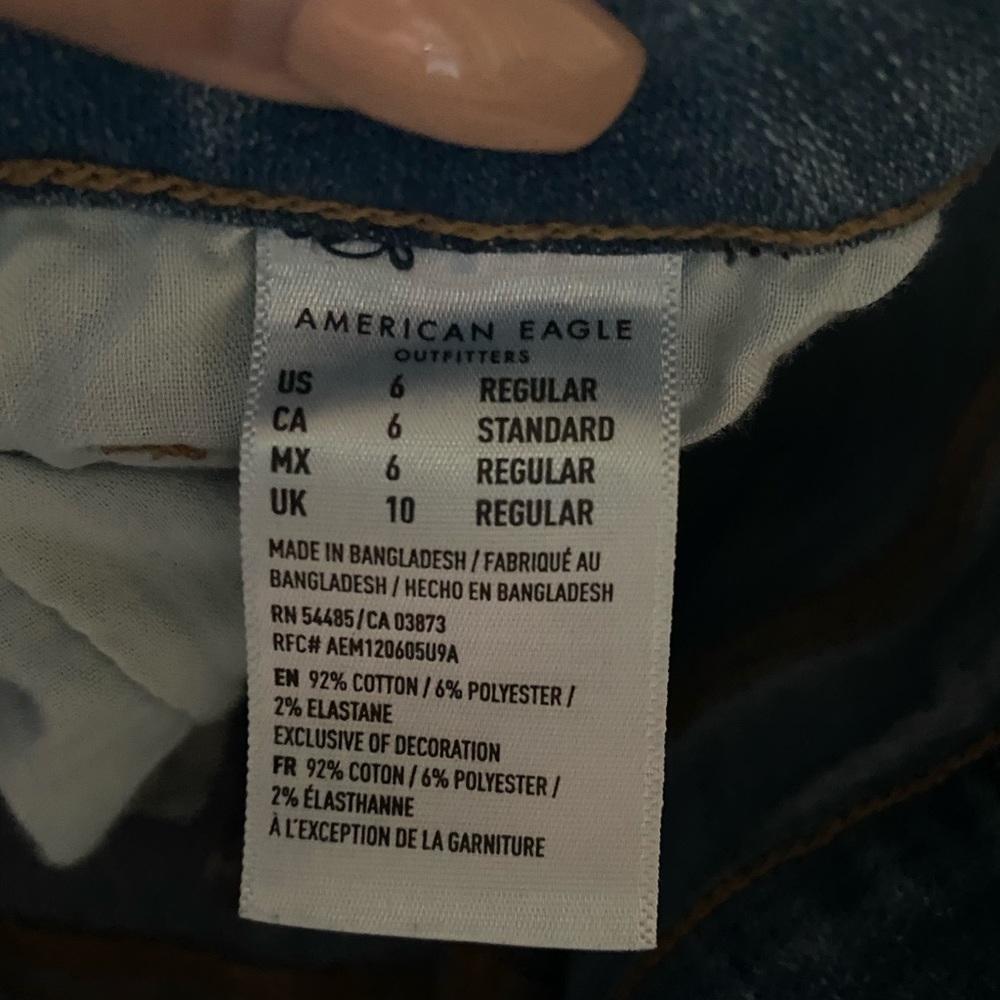 AMERICAN EAGLE
OUTFITTERS
US 6 REGULAR
CA 6 STANDARD
MX 6 REGULAR
UK 10 REGULAR
MADE IN BANGLADESH / FABRIQUÉ AU
BANGLADESH / HECHO EN BANGLADESH
RN 54485/CA 03873
RFC# AEM120605U9A
EN 92% COTTON / 6% POLYESTER /
2% ELASTANE
EXCLUSIVE OF DECORATION
FR 92% COTON / 6% POLYESTER /
2% ÉLASTHANNE
À L'EXCEPTION DE LA GARNITURE